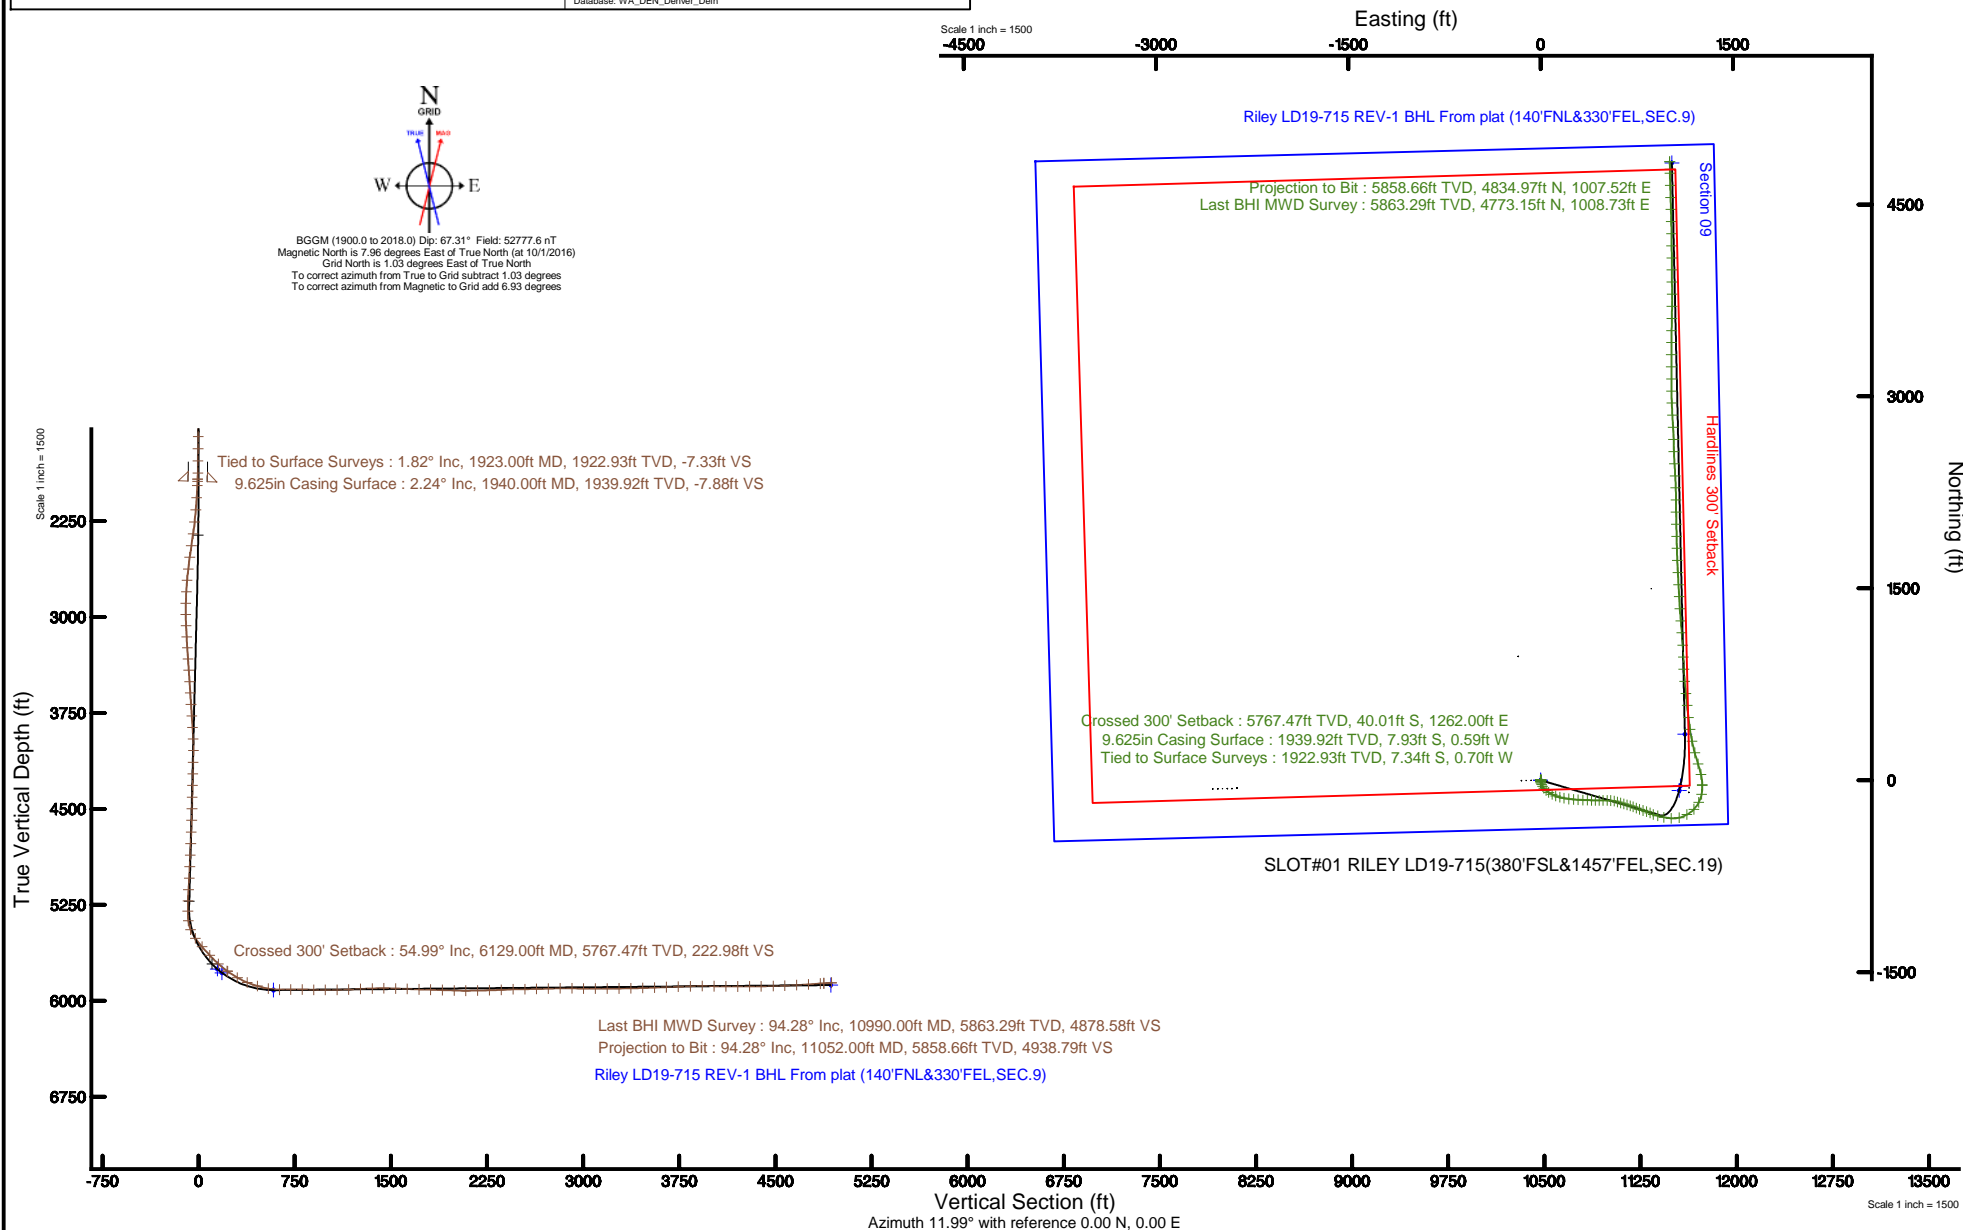 Database: WA_DEN_Denver_Defn
Easting (ft)
Scale 1 inch = 1500
-4500 -3000 -1500 0 1500
N
GRID
TRUE MAG
W E
BGGM (1900.0 to 2018.0) Dip: 67.31° Field: 52777.6 nT
Magnetic North is 7.96 degrees East of True North (at 10/1/2016)
Grid North is 1.03 degrees East of True North
To correct azimuth from True to Grid subtract 1.03 degrees
To correct azimuth from Magnetic to Grid add 6.93 degrees
Riley LD19-715 REV-1 BHL From plat (140'FNL&330'FEL,SEC.9)
Section 09
Projection to Bit : 5858.66ft TVD, 4834.97ft N, 1007.52ft E
Last BHI MWD Survey : 5863.29ft TVD, 4773.15ft N, 1008.73ft E
Hardlines 300' Setback
4500
3000
1500
0
-1500
Northing (ft)
Crossed 300' Setback : 5767.47ft TVD, 40.01ft S, 1262.00ft E
9.625in Casing Surface : 1939.92ft TVD, 7.93ft S, 0.59ft W
Tied to Surface Surveys : 1922.93ft TVD, 7.34ft S, 0.70ft W
SLOT#01 RILEY LD19-715(380'FSL&1457'FEL,SEC.19)
Scale 1 inch = 1500
True Vertical Depth (ft)
2250
3000
3750
4500
5250
6000
6750
Tied to Surface Surveys : 1.82° Inc, 1923.00ft MD, 1922.93ft TVD, -7.33ft VS
9.625in Casing Surface : 2.24° Inc, 1940.00ft MD, 1939.92ft TVD, -7.88ft VS
Crossed 300' Setback : 54.99° Inc, 6129.00ft MD, 5767.47ft TVD, 222.98ft VS
Last BHI MWD Survey : 94.28° Inc, 10990.00ft MD, 5863.29ft TVD, 4878.58ft VS
Projection to Bit : 94.28° Inc, 11052.00ft MD, 5858.66ft TVD, 4938.79ft VS
Riley LD19-715 REV-1 BHL From plat (140'FNL&330'FEL,SEC.9)
-750 0 750 1500 2250 3000 3750 4500 5250 6000 6750 7500 8250 9000 9750 10500 11250 12000 12750 13500
Vertical Section (ft)
Scale 1 inch = 1500
Azimuth 11.99° with reference 0.00 N, 0.00 E